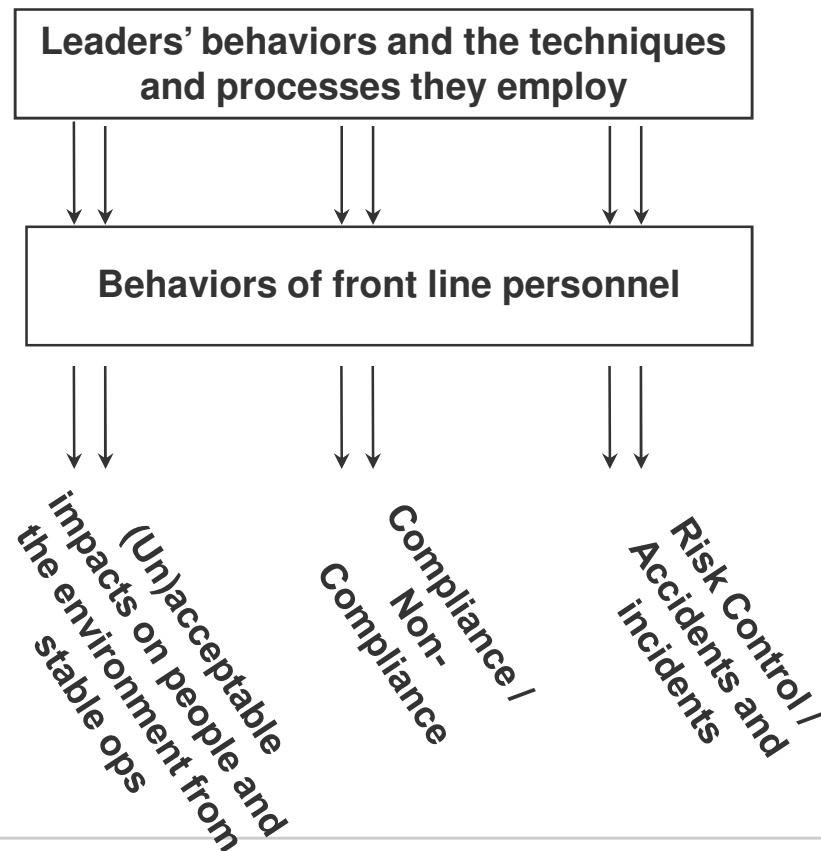 Leaders’ behaviors and the techniques
and processes they employ
Behaviors of front line personnel
(Un)acceptable
impacts on people and
the environment from
stable ops
Compliance /
Non-
Compliance
Risk Control /
Accidents and
incidents